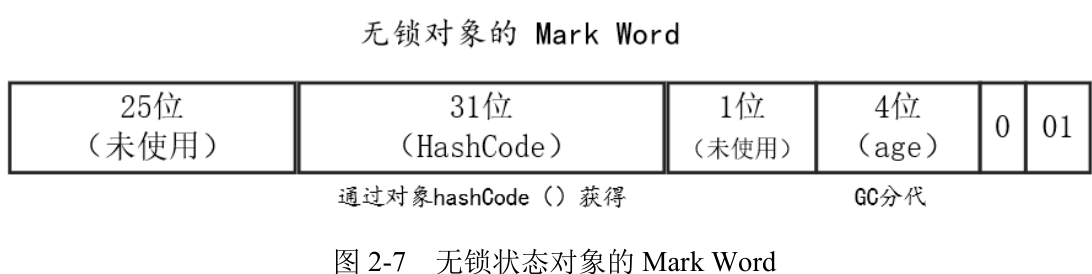 无锁对象的 Mark Word
25位 31位 1位 4位 0 01
（未使用） （HashCode） （未使用） （age）
通过对象hashCode（）获得 GC分代
图 2-7 无锁状态对象的 Mark Word